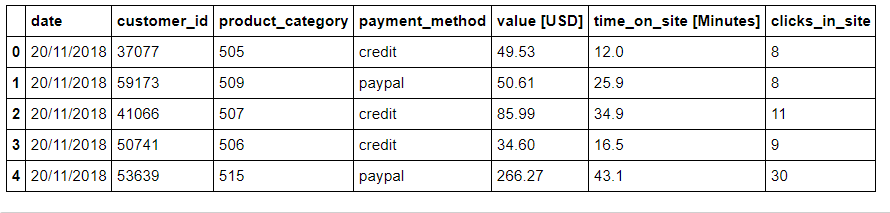 date customer_id product_category payment_method value [USD] time_on_site [Minutes] clicks_in_site
0 20/11/2018 37077 505 credit 49.53 12.0 8
1 20/11/2018 59173 509 paypal 50.61 25.9 8
2 20/11/2018 41066 507 credit 85.99 34.9 11
3 20/11/2018 50741 506 credit 34.60 16.5 9
4 20/11/2018 53639 515 paypal 266.27 43.1 30